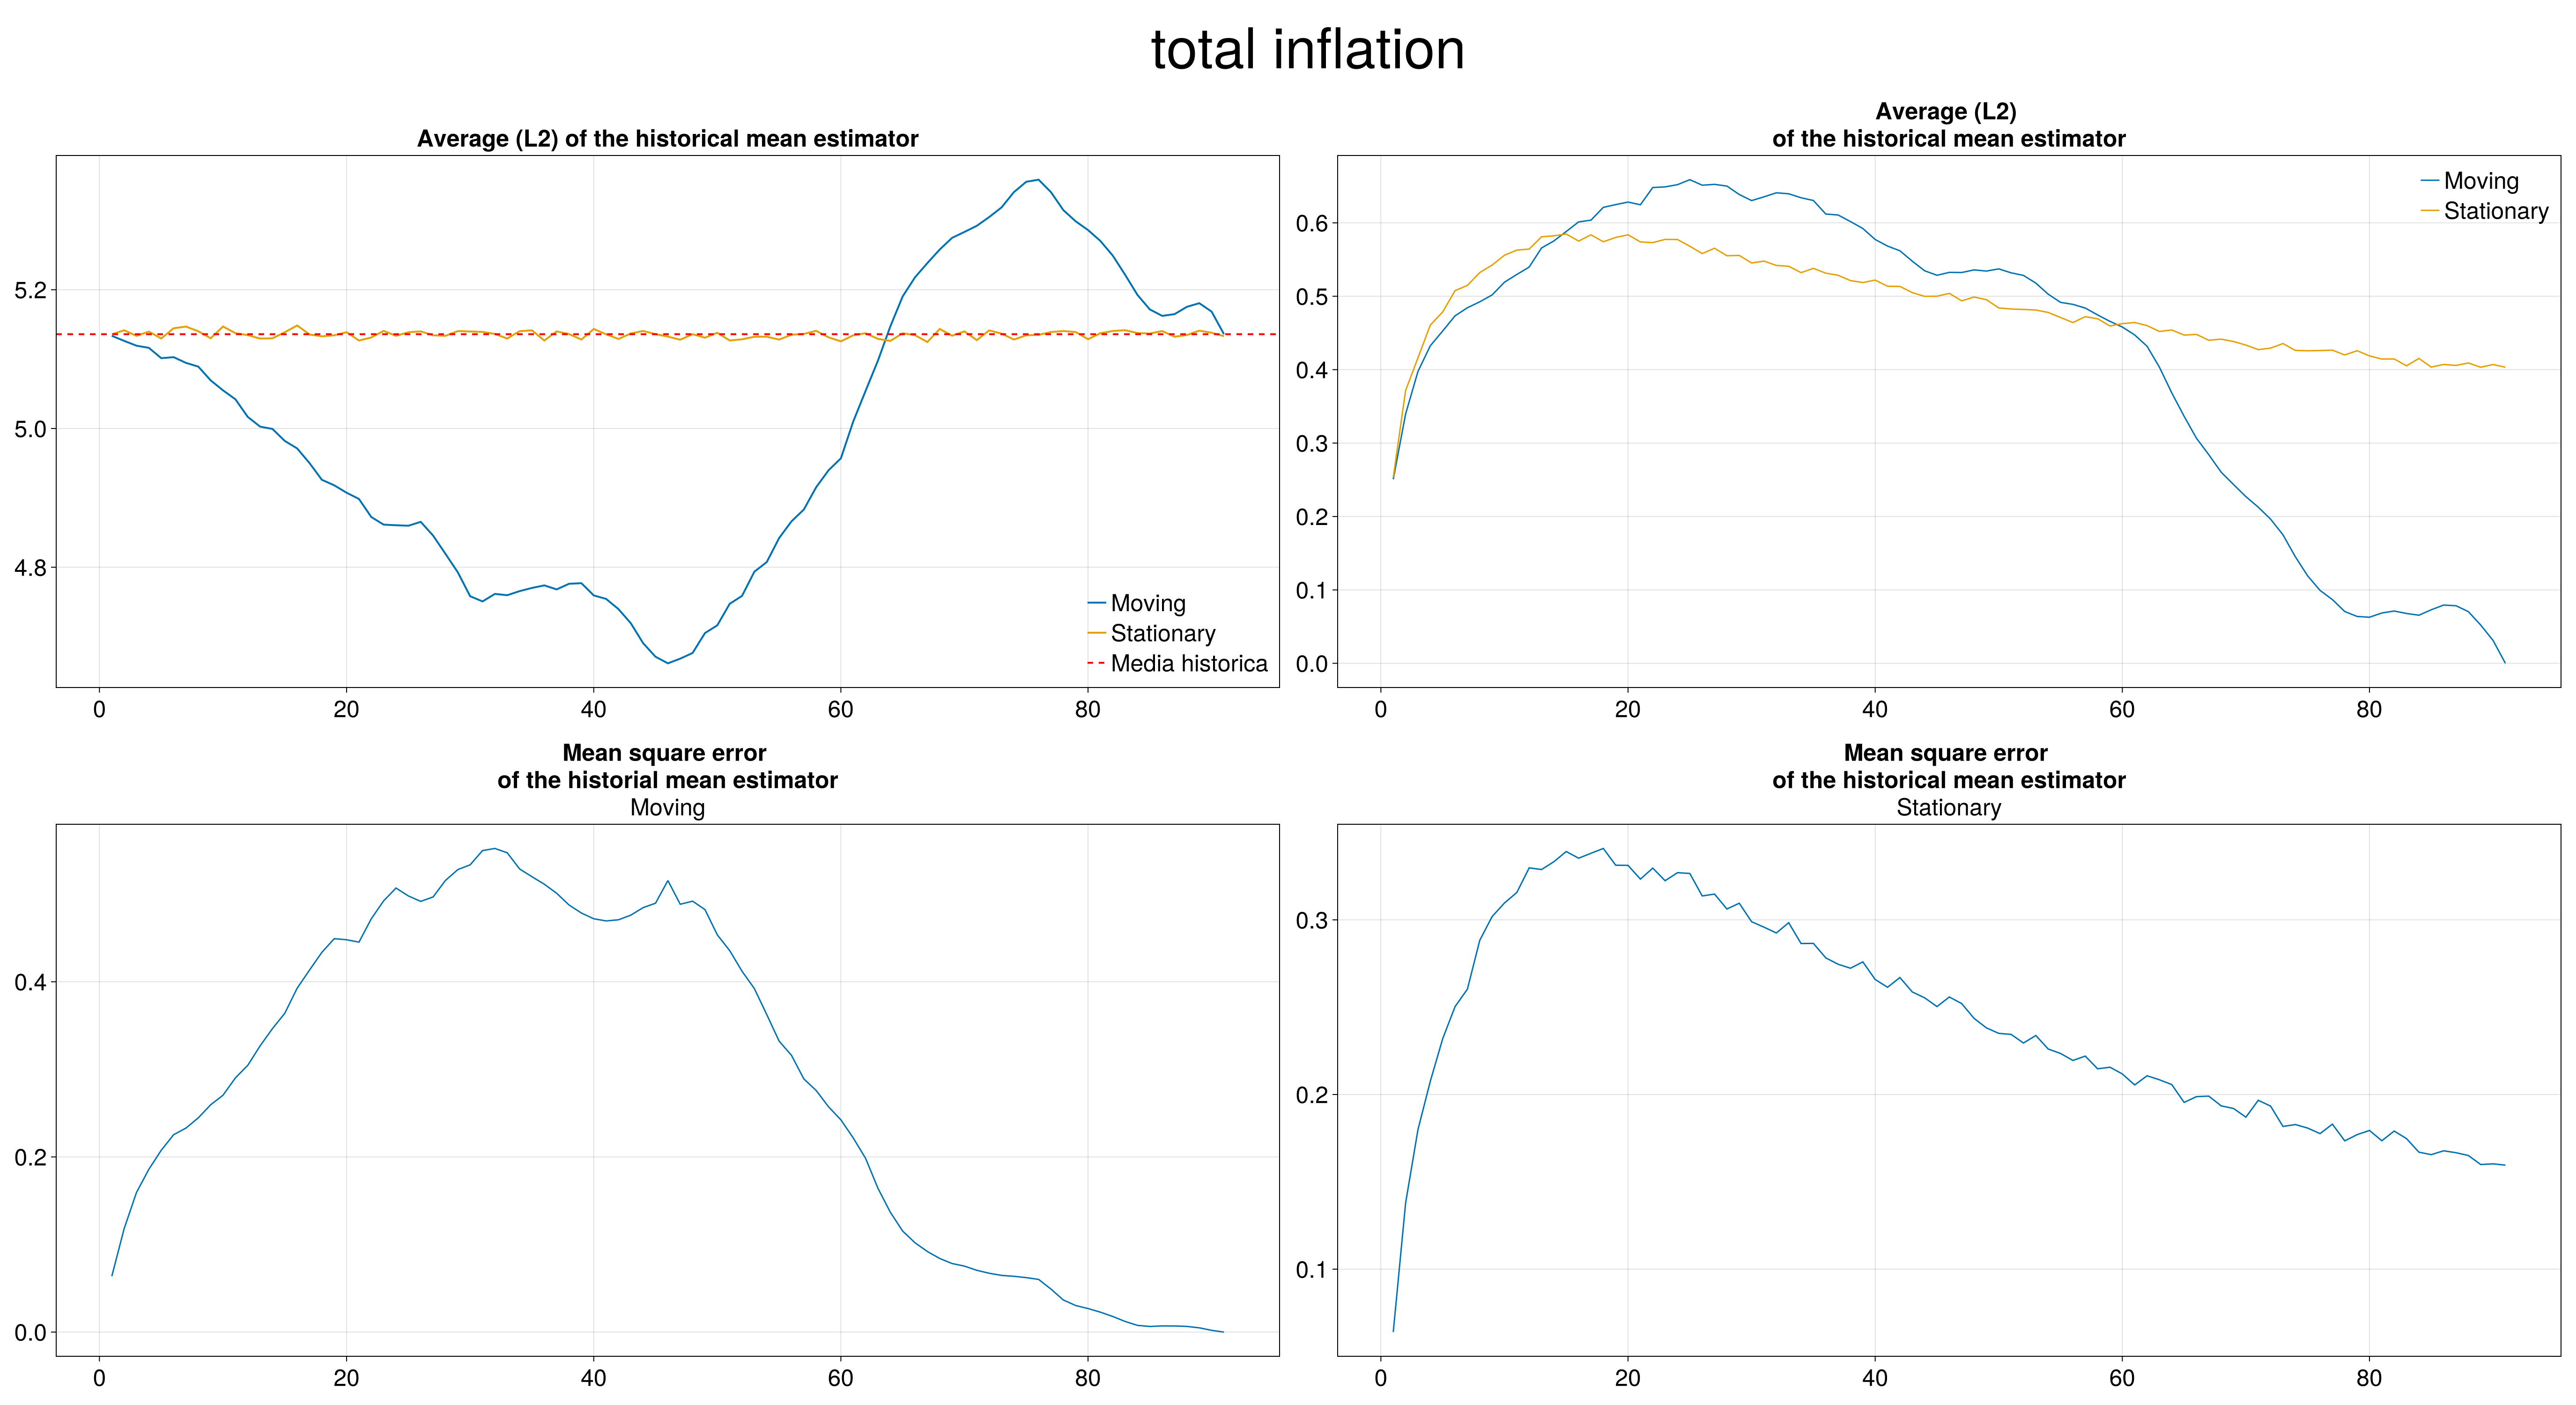 total inflation
Average (L2) of the historical mean estimator
5.2
5.0
4.8
Moving
Stationary
Media historica
0 20 40 60 80
Average (L2)
of the historical mean estimator
Moving
Stationary
0.6
0.5
0.4
0.3
0.2
0.1
0.0
0 20 40 60 80
Mean square error
of the historial mean estimator
Moving
0.4
0.2
0.0
0 20 40 60 80
Mean square error
of the historical mean estimator
Stationary
0.3
0.2
0.1
0 20 40 60 80